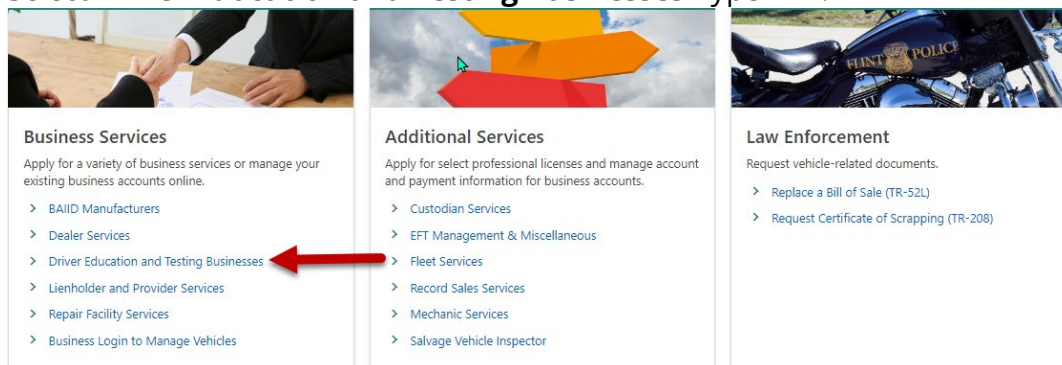 FLINT POLICE
Business Services
Apply for a variety of business services or manage your
existing business accounts online.
> BAIID Manufacturers
> Dealer Services
> Driver Education and Testing Businesses
> Lienholder and Provider Services
> Repair Facility Services
> Business Login to Manage Vehicles
Additional Services
Apply for select professional licenses and manage account
and payment information for business accounts.
> Custodian Services
> EFT Management & Miscellaneous
> Fleet Services
> Record Sales Services
> Mechanic Services
> Salvage Vehicle Inspector
Law Enforcement
Request vehicle-related documents.
> Replace a Bill of Sale (TR-52L)
> Request Certificate of Scrapping (TR-208)